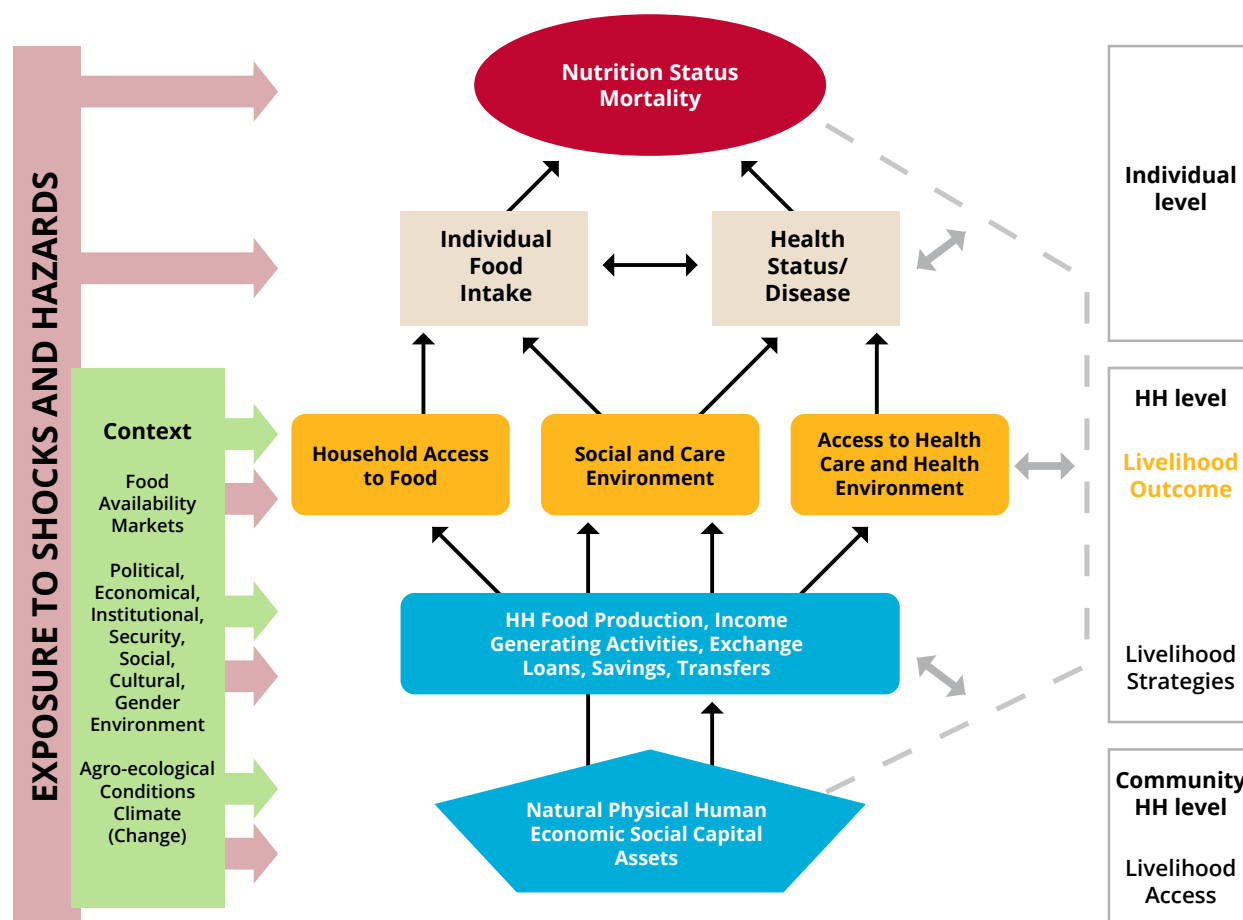 EXPOSURE TO SHOCKS AND HAZARDS
Context
Food
Availability
Markets
Political,
Economical,
Institutional,
Security,
Social,
Cultural,
Gender
Environment
Agro-ecological
Conditions
Climate
(Change)
Nutrition Status
Mortality
Individual
Food
Intake
Health
Status/
Disease
Household Access
to Food
Social and Care
Environment
Access to Health
Care and Health
Environment
HH Food Production, Income
Generating Activities, Exchange
Loans, Savings, Transfers
Natural Physical Human
Economic Social Capital
Assets
Individual
level
HH level
Livelihood
Outcome
Livelihood
Strategies
Community
HH level
Livelihood
Access